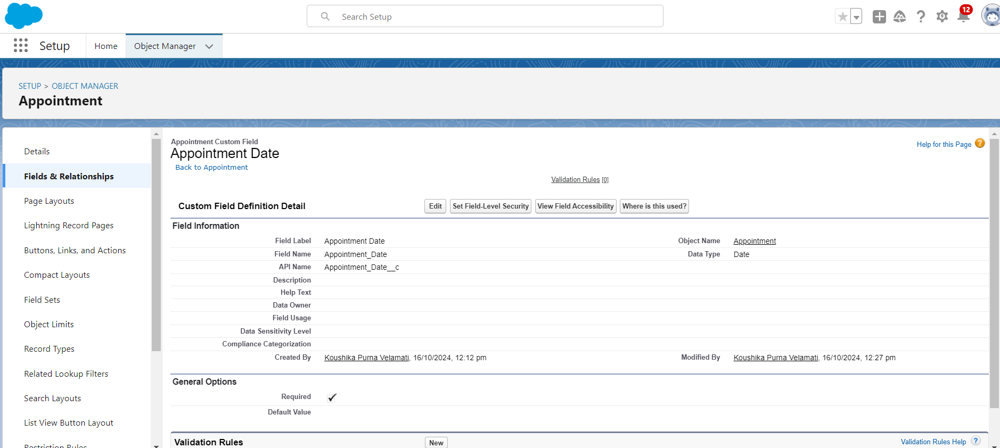 Search Setup
12
Setup
Home
Object Manager
SETUP > OBJECT MANAGER
Appointment
Details
Fields & Relationships
Page Layouts
Lightning Record Pages
Buttons, Links, and Actions
Compact Layouts
Field Sets
Object Limits
Record Types
Related Lookup Filters
Search Layouts
List View Button Layout
Restriction Rules
Appointment Custom Field
Appointment Date
Back to Appointment
Help for this Page ?
Validation Rules [0]
Custom Field Definition Detail
Edit
Set Field-Level Security
View Field Accessibility
Where is this used?
Field Information
Field Label Appointment Date Object Name Appointment
Field Name Appointment_Date Data Type Date
API Name Appointment_Date__c
Description
Help Text
Data Owner
Field Usage
Data Sensitivity Level
Compliance Categorization
Created By Koushika Purna Velamati, 16/10/2024, 12:12 pm Modified By Koushika Purna Velamati, 16/10/2024, 12:27 pm
General Options
Required
Default Value
Validation Rules
New
Validation Rules Help ?